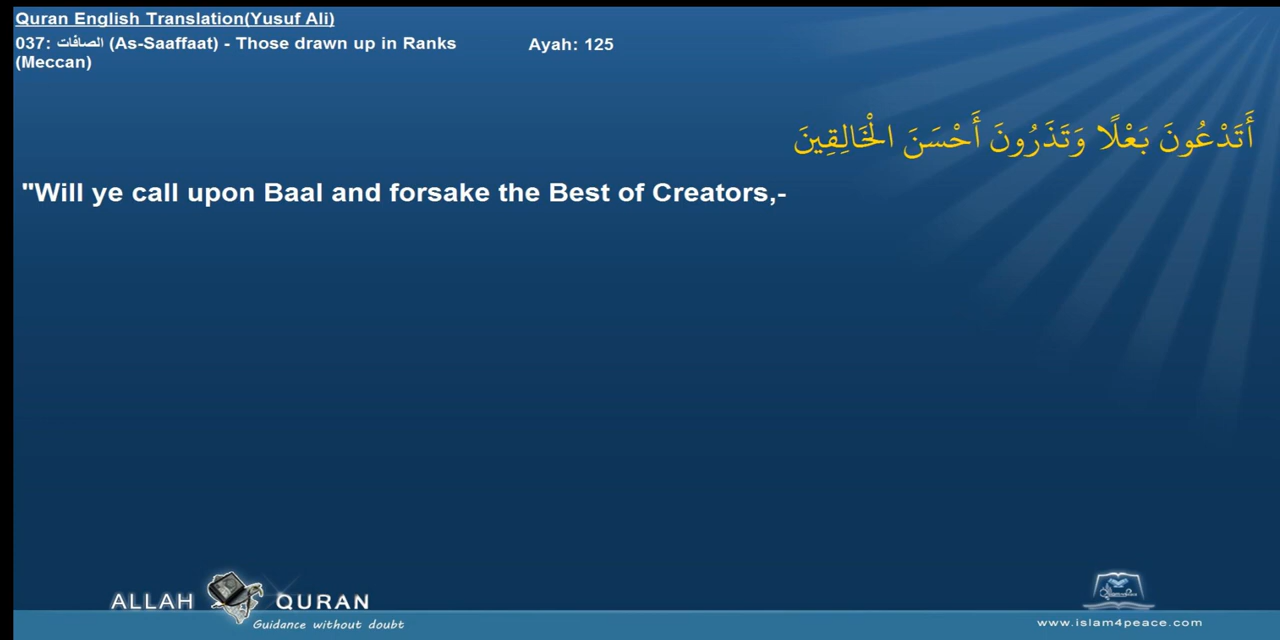 Quran English Translation(Yusuf Ali)
037: الصافات (As-Saaffaat) - Those drawn up in Ranks Ayah: 125
(Meccan)
أَتَدْعُونَ بَعْلًا وَتَذَرُونَ أَحْسَنَ الْخَالِقِينَ
"Will ye call upon Baal and forsake the Best of Creators,-
ALLAH QURAN
Guidance without doubt
www.islam4peace.com